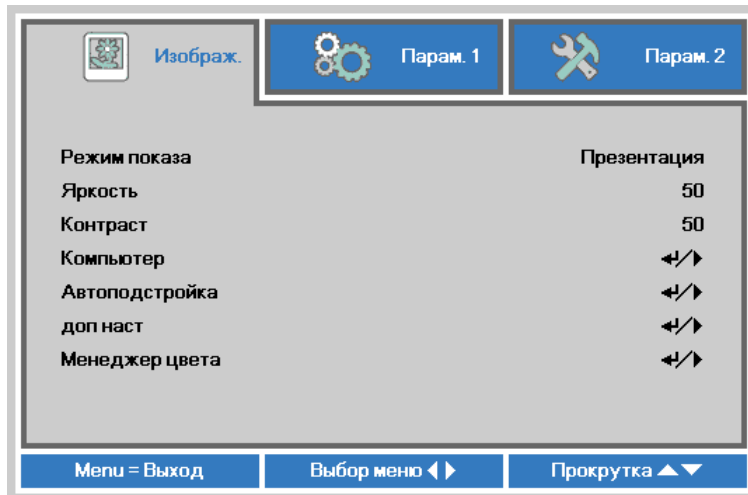 Изображ. Парам. 1 Парам. 2
Режим показа Презентация
Яркость 50
Контраст 50
Компьютер
Автоподстройка
доп наст
Менеджер цвета
Menu = Выход Выбор меню Прокрутка